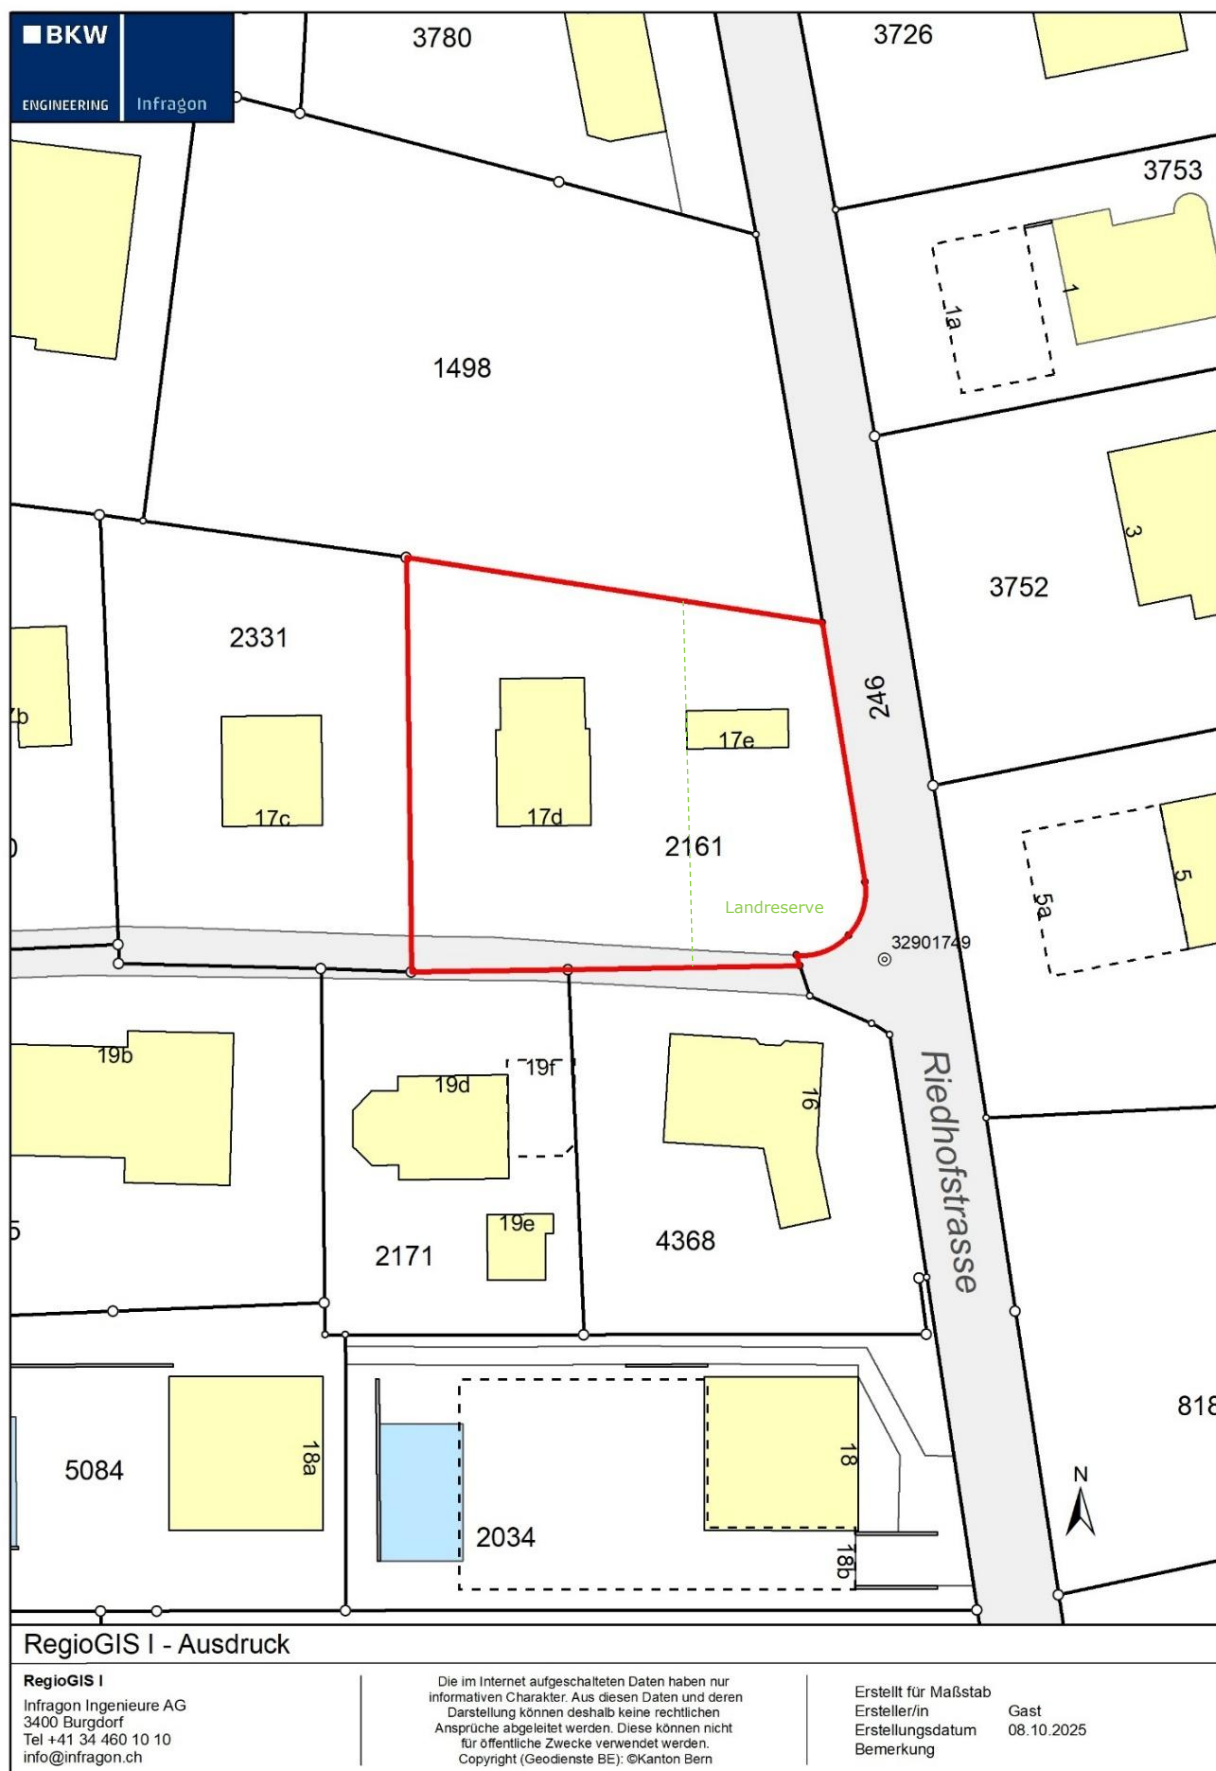 BKW
ENGINEERING
Infragon
3780
3726
3753
1
1a
1498
3
3752
2331
246
7b
17e
17c
17d
2161
5
5a
Landreserve
32901749
19b
19d
19f
16
Riedhofstrasse
5
19e
2171
4368
818
18a
18
5084
N
2034
18b
RegioGIS I - Ausdruck
RegioGIS I
Infragon Ingenieure AG
3400 Burgdorf
Tel +41 34 460 10 10
info@infragon.ch
Die im Internet aufgeschalteten Daten haben nur
informativen Charakter. Aus diesen Daten und deren
Darstellung können deshalb keine rechtlichen
Ansprüche abgeleitet werden. Diese können nicht
für öffentliche Zwecke verwendet werden.
Copyright (Geodienste BE): ©Kanton Bern
Erstellt für Maßstab
Ersteller/in Gast
Erstellungsdatum 08.10.2025
Bemerkung